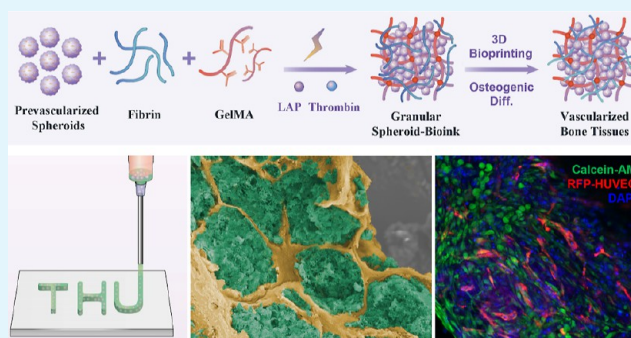 Prevascularized Spheroids
+
Fibrin
+
GelMA
LAP Thrombin
Granular Spheroid-Bioink
3D Bioprinting
Osteogenic Diff.
Vascularized Bone Tissues
THU
Calcein-AM
RFP-HUVEC